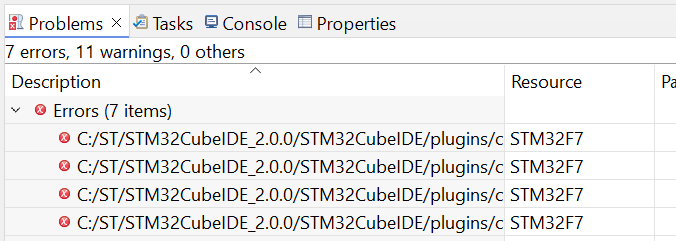 Problems × Tasks Console Properties
7 errors, 11 warnings, 0 others
Description Resource Pa
Errors (7 items)
C:/ST/STM32CubeIDE_2.0.0/STM32CubeIDE/plugins/c STM32F7
C:/ST/STM32CubeIDE_2.0.0/STM32CubeIDE/plugins/c STM32F7
C:/ST/STM32CubeIDE_2.0.0/STM32CubeIDE/plugins/c STM32F7
C:/ST/STM32CubeIDE_2.0.0/STM32CubeIDE/plugins/c STM32F7